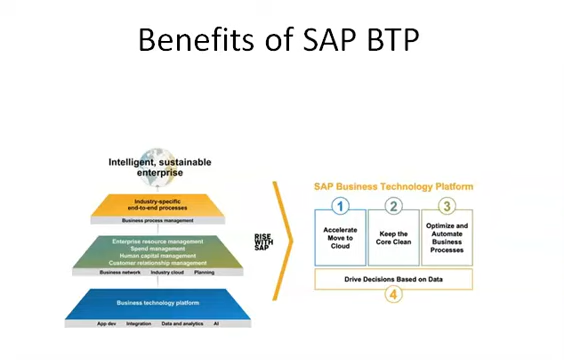 Benefits of SAP BTP
Intelligent, sustainable
enterprise
Industry-specific
end-to-end processes
Business process management
Enterprise resource management
Spend management
Human capital management
Customer relationship management
Business network Industry cloud Planning
Business technology platform
App dev Integration Data and analytics AI
RISE
WITH
SAP
SAP Business Technology Platform
1
Accelerate
Move to
Cloud
2
Keep the
Core Clean
3
Optimize and
Automate
Business
Processes
Drive Decisions Based on Data
4